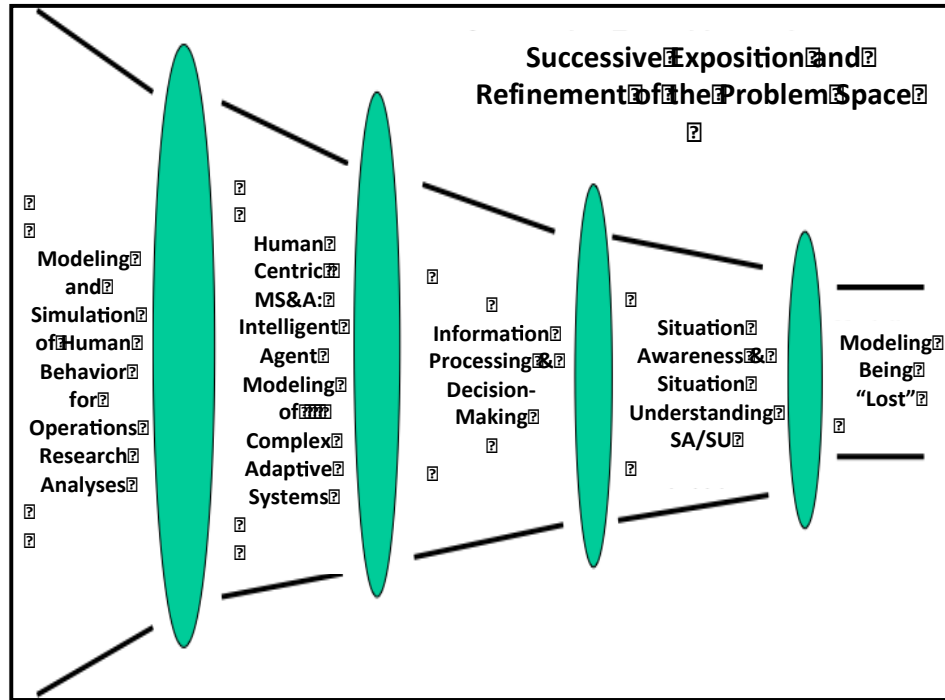 Successive Exposition and
Refinement of the Problem Space
Modeling
and
Simulation
of Human
Behavior
for
Operations
Research
Analyses
Human
Centric
MS&A:
Intelligent
Agent
Modeling
of
Complex
Adaptive
Systems
Information
Processing &
Decision-
Making
Situation
Awareness &
Situation
Understanding
SA/SU
Modeling
Being
“Lost”